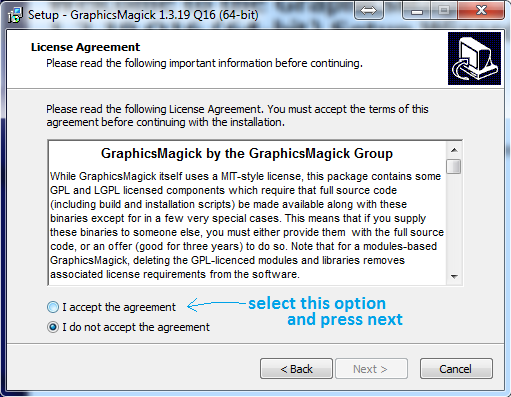 Setup - GraphicsMagick 1.3.19 Q16 (64-bit)
License Agreement
Please read the following important information before continuing.
Please read the following License Agreement. You must accept the terms of this
agreement before continuing with the installation.
GraphicsMagick by the GraphicsMagick Group
While GraphicsMagick itself uses a MIT-style license, this package contains some
GPL and LGPL licensed components which require that full source code
(including build and installation scripts) be made available along with these
binaries except for in a few very special cases. This means that if you supply
these binaries to someone else, you must either provide them with the full source
code, or an offer (good for three years) to do so. Note that for a modules-based
GraphicsMagick, deleting the GPL-licenced modules and libraries removes
associated license requirements from the software.
I accept the agreement
select this option
and press next
I do not accept the agreement
< Back
Next >
Cancel